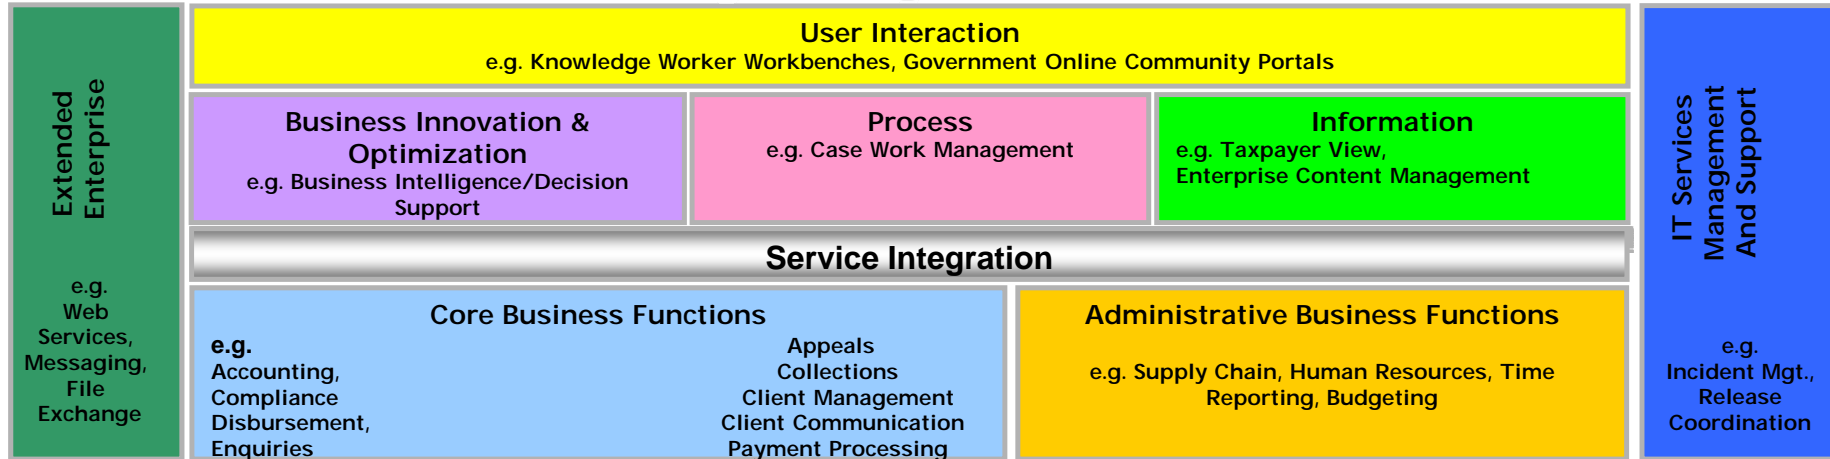 Extended
Enterprise
e.g.
Web
Services,
Messaging,
File
Exchange
User Interaction
e.g. Knowledge Worker Workbenches, Government Online Community Portals
Business Innovation &
Optimization
e.g. Business Intelligence/Decision
Support
Process
e.g. Case Work Management
Information
e.g. Taxpayer View,
Enterprise Content Management
Service Integration
Core Business Functions
e.g.
Accounting,
Compliance
Disbursement,
Enquiries
Appeals
Collections
Client Management
Client Communication
Payment Processing
Administrative Business Functions
e.g. Supply Chain, Human Resources, Time
Reporting, Budgeting
IT Services
Management
And Support
e.g.
Incident Mgt.,
Release
Coordination